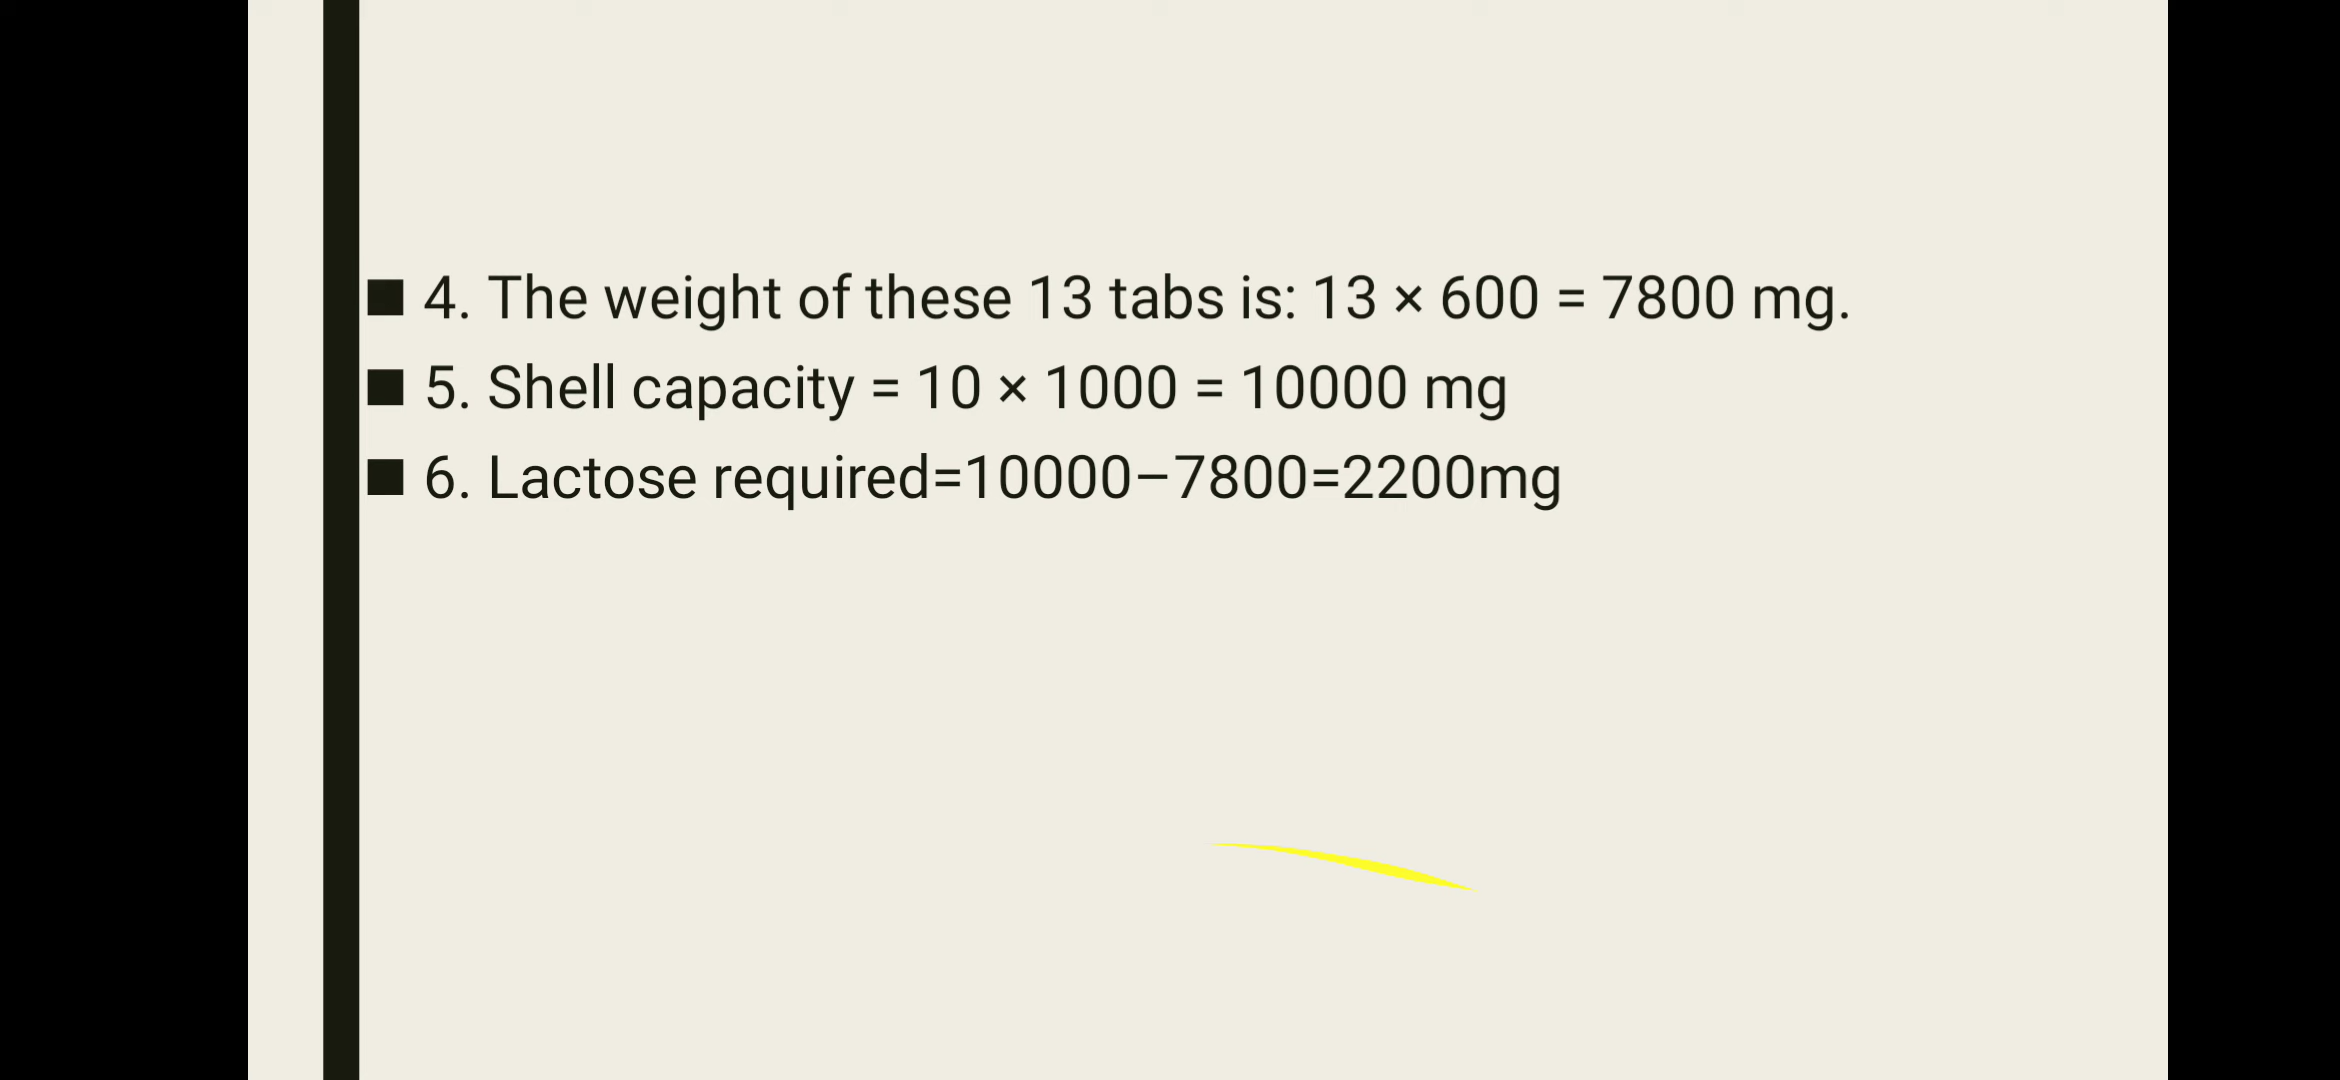 ■ 4. The weight of these 13 tabs is: 13 × 600 = 7800 mg.
■ 5. Shell capacity = 10 × 1000 = 10000 mg
■ 6. Lactose required=10000–7800=2200mg